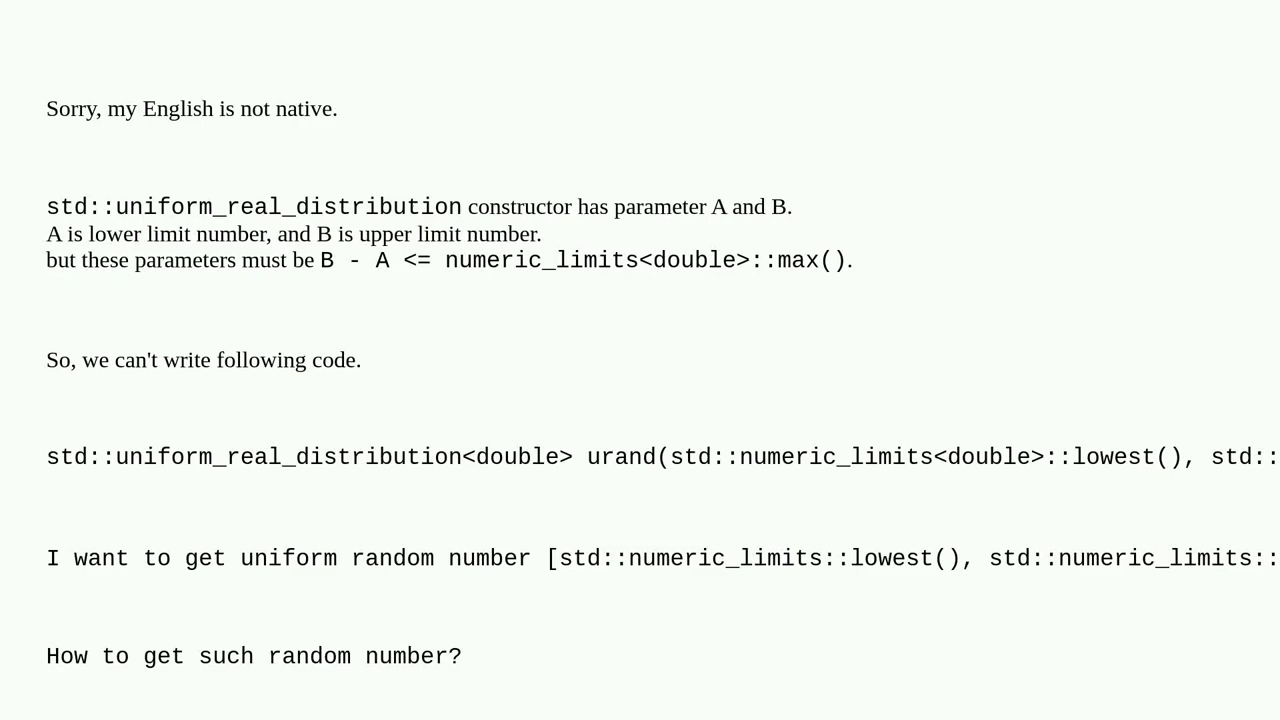 Sorry, my English is not native.
std::uniform_real_distribution constructor has parameter A and B.
A is lower limit number, and B is upper limit number.
but these parameters must be B - A <= numeric_limits<double>::max().
So, we can't write following code.
std::uniform_real_distribution<double> urand(std::numeric_limits<double>::lowest(), std::
I want to get uniform random number [std::numeric_limits::lowest(), std::numeric_limits::
How to get such random number?